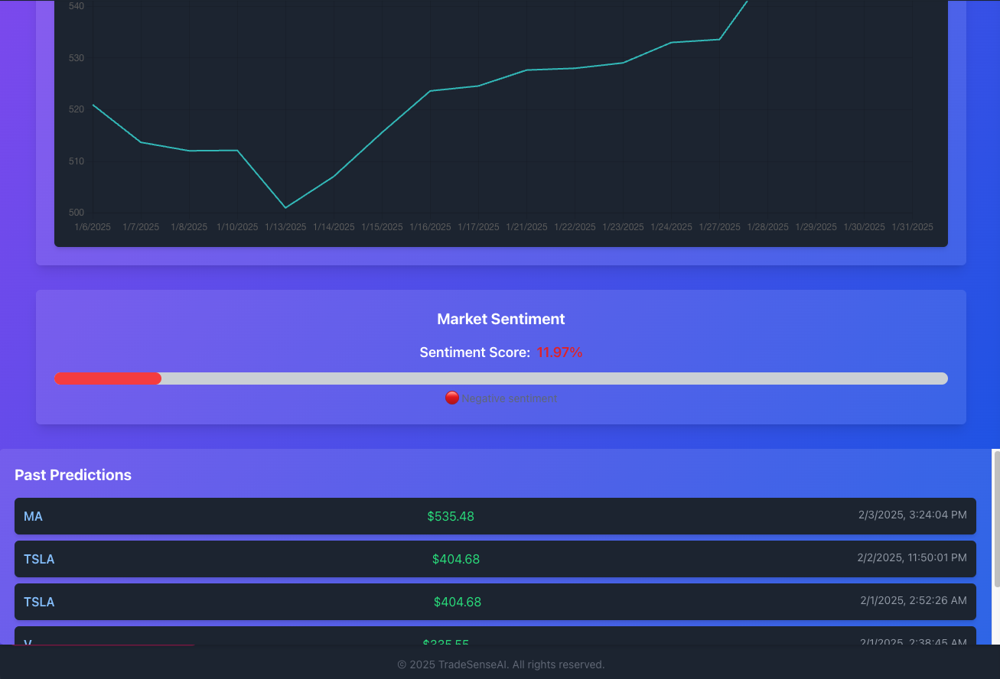 540
530
520
510
500
1/6/2025 1/7/2025 1/8/2025 1/10/2025 1/13/2025 1/14/2025 1/15/2025 1/16/2025 1/17/2025 1/21/2025 1/22/2025 1/23/2025 1/24/2025 1/27/2025 1/28/2025 1/29/2025 1/30/2025 1/31/2025
Market Sentiment
Sentiment Score: 11.97%
Negative sentiment
Past Predictions
MA $535.48 2/3/2025, 3:24:04 PM
TSLA $404.68 2/2/2025, 11:50:01 PM
TSLA $404.68 2/1/2025, 2:52:26 AM
V $335.55 2/1/2025, 2:38:45 AM
© 2025 TradeSenseAI. All rights reserved.